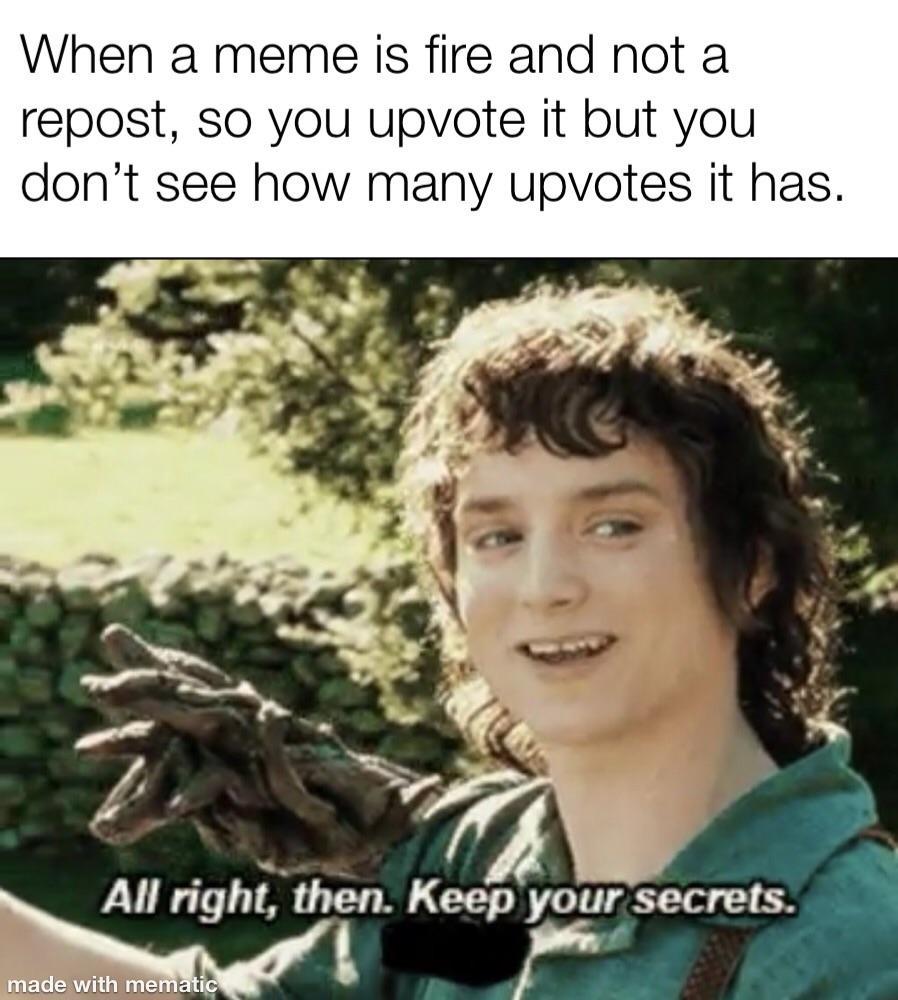 When a meme is fire and not a
repost, so you upvote it but you
don’t see how many upvotes it has.
All right, then. Keep your secrets.
made with mematic